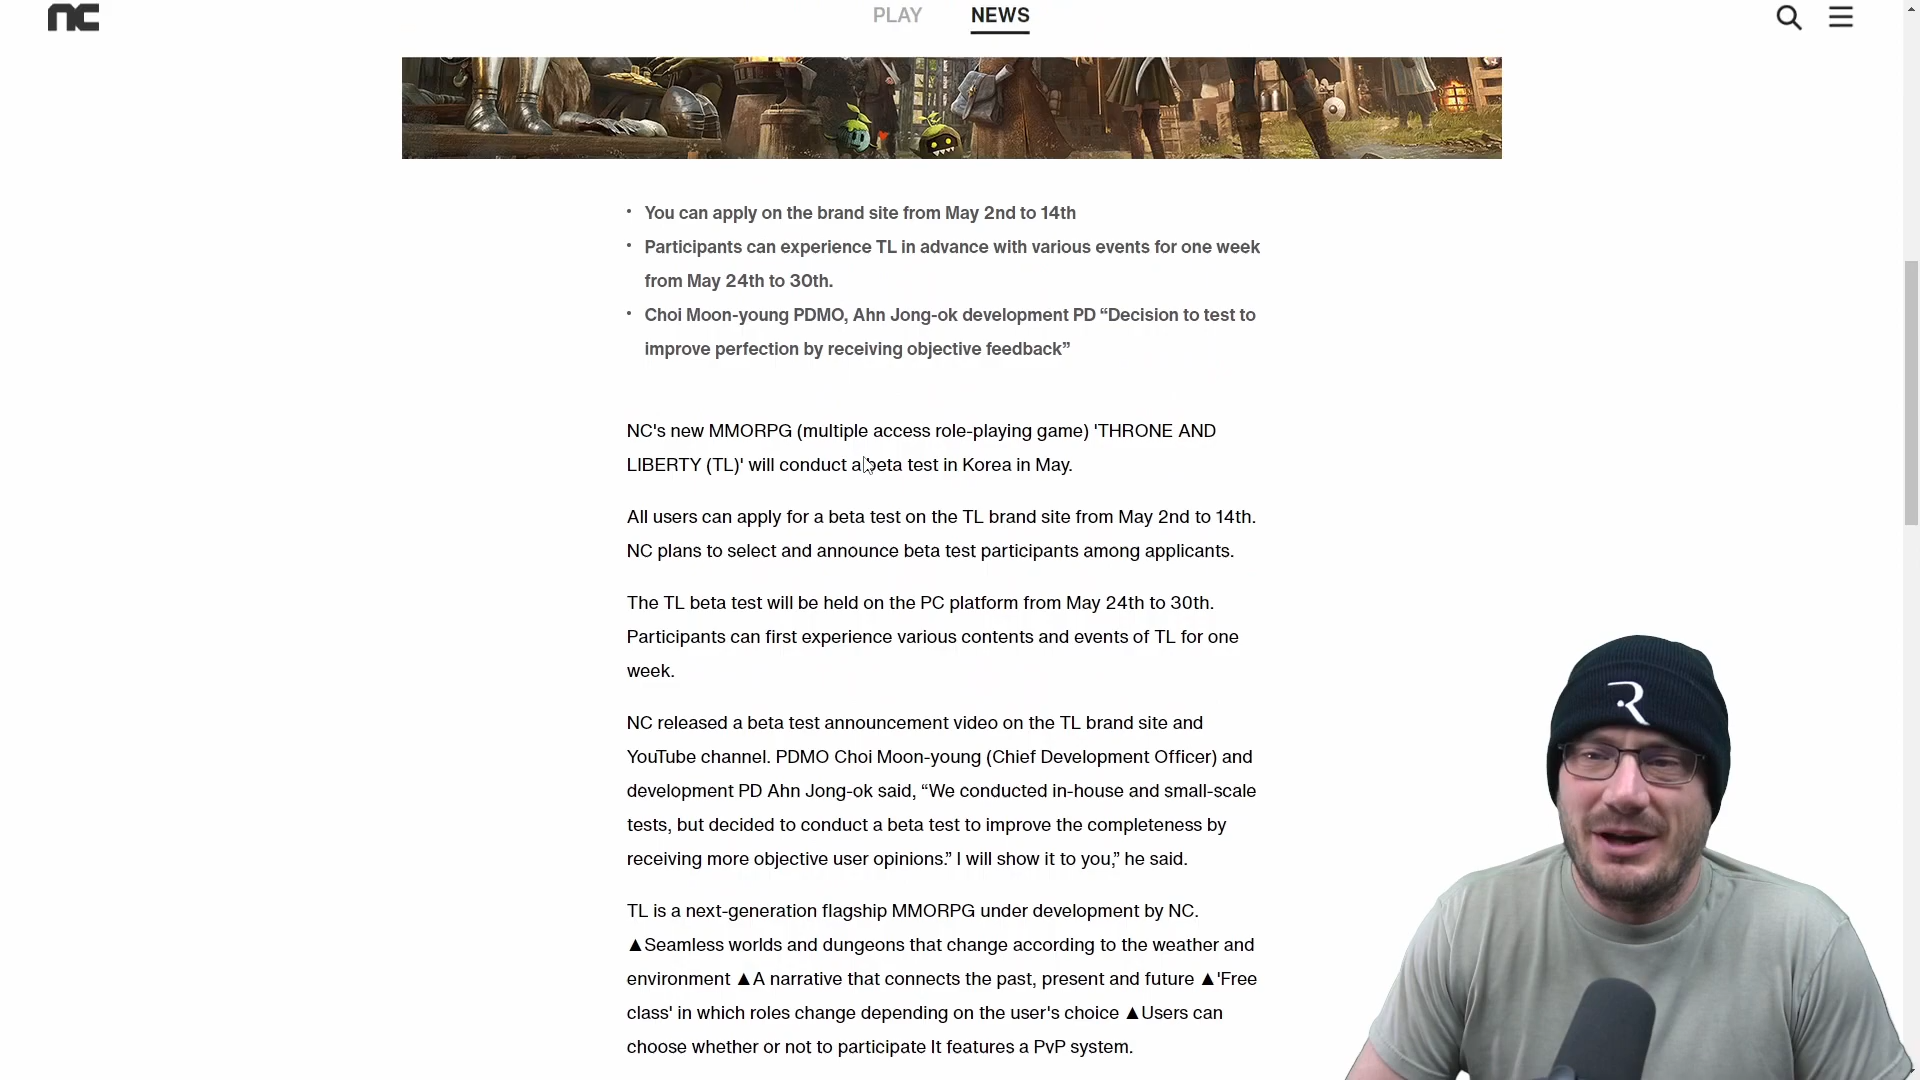 nc
PLAY
NEWS
• You can apply on the brand site from May 2nd to 14th
• Participants can experience TL in advance with various events for one week
from May 24th to 30th.
• Choi Moon-young PDMO, Ahn Jong-ok development PD “Decision to test to
improve perfection by receiving objective feedback”
NC's new MMORPG (multiple access role-playing game) 'THRONE AND
LIBERTY (TL)' will conduct a beta test in Korea in May.
All users can apply for a beta test on the TL brand site from May 2nd to 14th.
NC plans to select and announce beta test participants among applicants.
The TL beta test will be held on the PC platform from May 24th to 30th.
Participants can first experience various contents and events of TL for one
week.
NC released a beta test announcement video on the TL brand site and
YouTube channel. PDMO Choi Moon-young (Chief Development Officer) and
development PD Ahn Jong-ok said, “We conducted in-house and small-scale
tests, but decided to conduct a beta test to improve the completeness by
receiving more objective user opinions.” I will show it to you,” he said.
TL is a next-generation flagship MMORPG under development by NC.
▲Seamless worlds and dungeons that change according to the weather and
environment ▲A narrative that connects the past, present and future ▲'Free
class' in which roles change depending on the user's choice ▲Users can
choose whether or not to participate It features a PvP system.
R